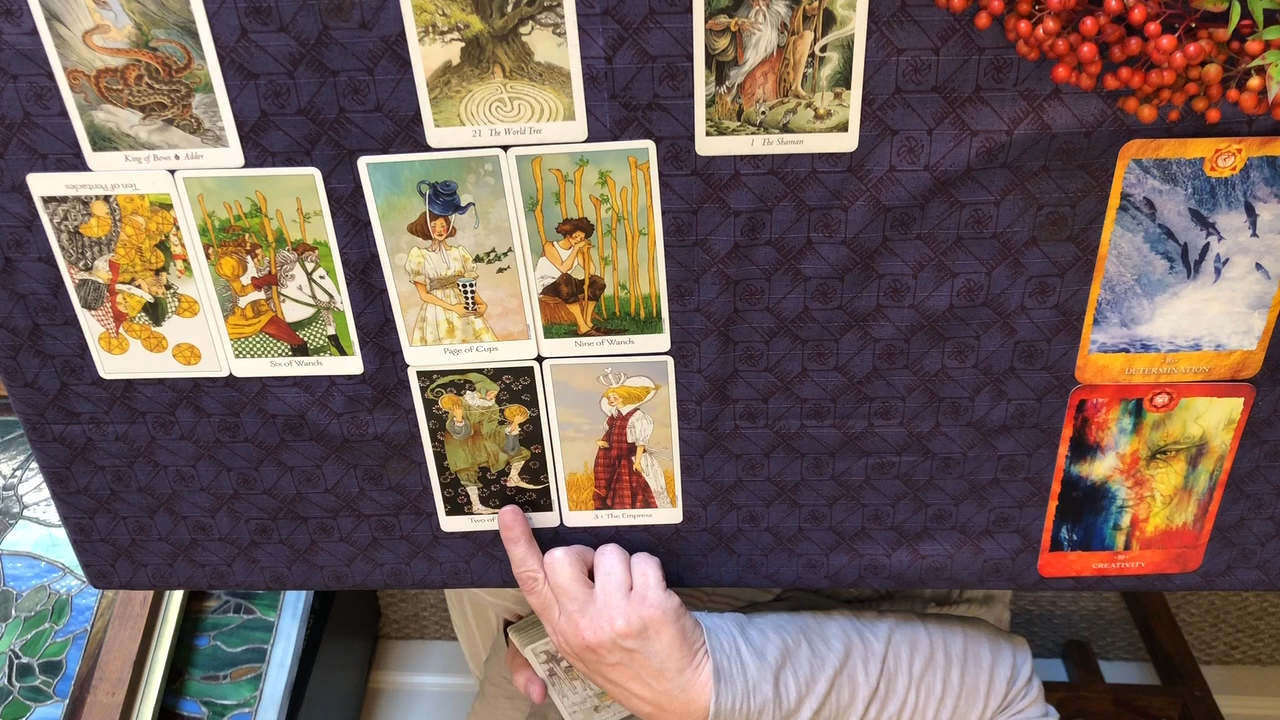 King of Bows Adder
21 The World Tree
1 The Shaman
Ten of Pentacles
Six of Wands
Page of Cups
Nine of Wands
DETERMINATION
Two of
3 • The Empress
CREATIVITY